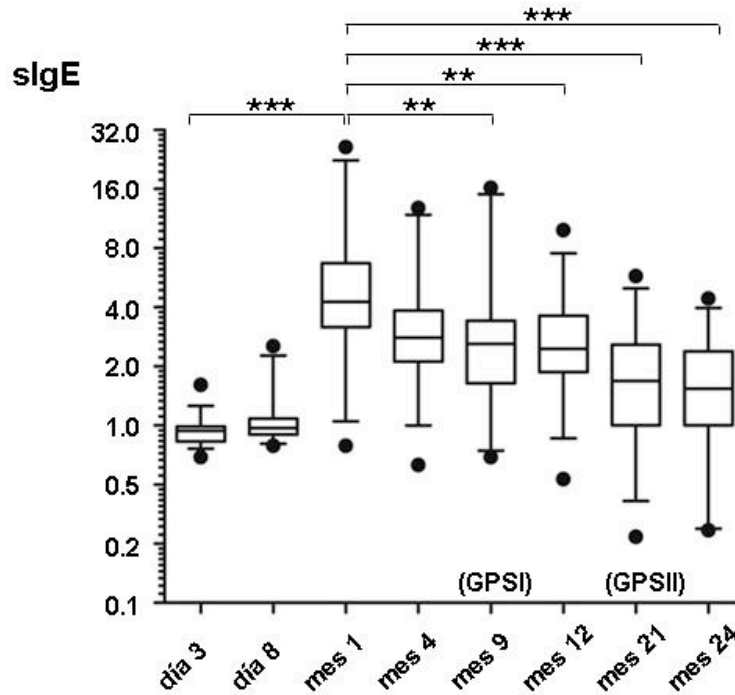 ***
***
sIgE
**
***
**
32.0
16.0
8.0
4.0
2.0
1.0
0.5
0.2
0.1
(GPSI)
(GPSII)
día 3
día 8
mes 1
mes 4
mes 9
mes 12
mes 21
mes 24